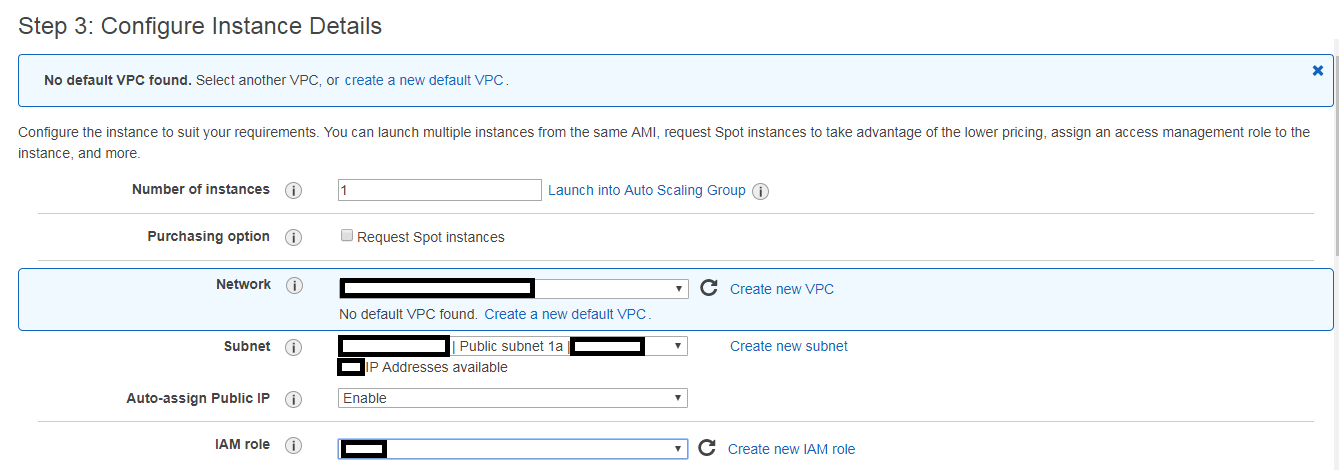 Step 3: Configure Instance Details
No default VPC found. Select another VPC, or create a new default VPC.
Configure the instance to suit your requirements. You can launch multiple instances from the same AMI, request Spot instances to take advantage of the lower pricing, assign an access management role to the
instance, and more.
Number of instances 1 Launch into Auto Scaling Group
Purchasing option Request Spot instances
Network Create new VPC
No default VPC found. Create a new default VPC.
Subnet | Public subnet 1a | Create new subnet
IP Addresses available
Auto-assign Public IP Enable
IAM role Create new IAM role